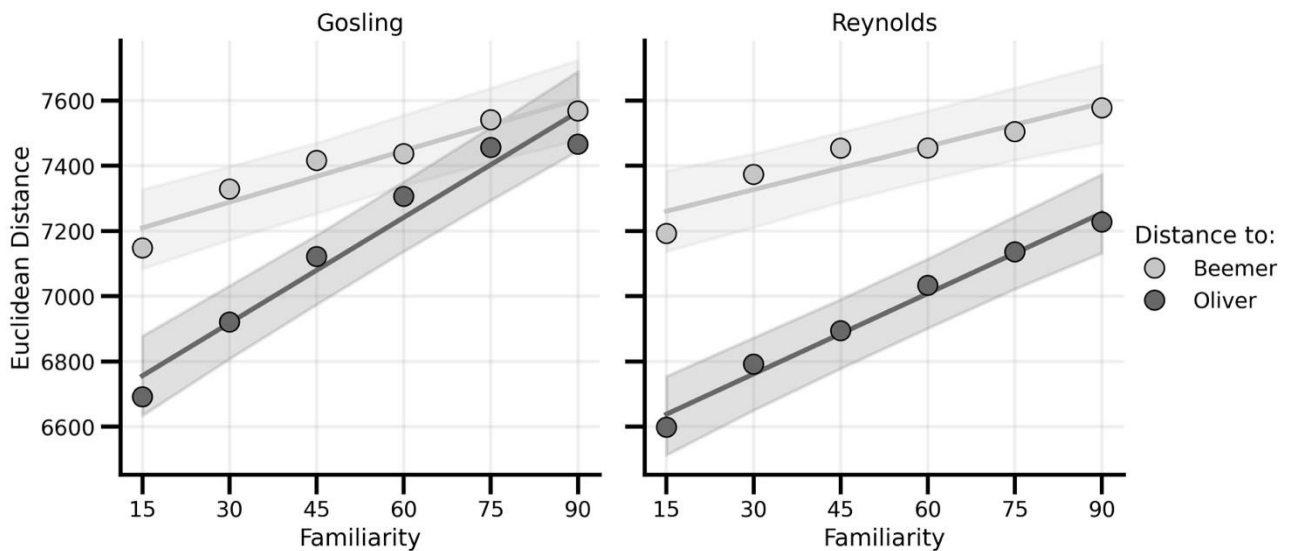 Gosling
Reynolds
Euclidean Distance
7600
7400
7200
7000
6800
6600
15 30 45 60 75 90
15 30 45 60 75 90
Familiarity
Familiarity
Distance to:
Beemer
Oliver